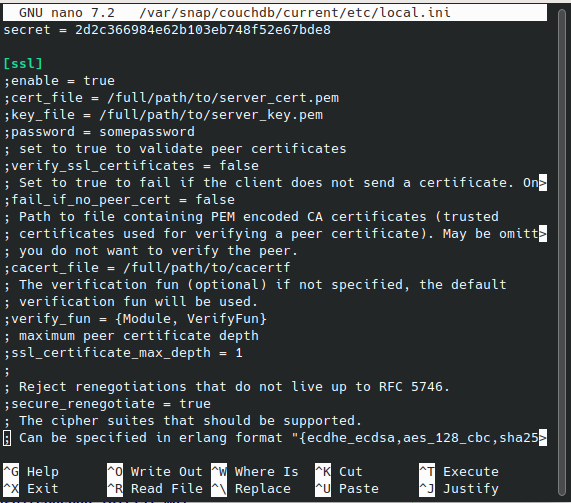 GNU nano 7.2   /var/snap/couchdb/current/etc/local.ini
secret = 2d2c366984e62b103eb748f52e67bde8
[ssl]
;enable = true
;cert_file = /full/path/to/server_cert.pem
;key_file = /full/path/to/server_key.pem
;password = somepassword
; set to true to validate peer certificates
;verify_ssl_certificates = false
; Set to true to fail if the client does not send a certificate. On>
;fail_if_no_peer_cert = false
; Path to file containing PEM encoded CA certificates (trusted
; certificates used for verifying a peer certificate). May be omitt>
; you do not want to verify the peer.
;cacert_file = /full/path/to/cacertf
; The verification fun (optional) if not specified, the default
; verification fun will be used.
;verify_fun = {Module, VerifyFun}
; maximum peer certificate depth
;ssl_certificate_max_depth = 1
;
; Reject renegotiations that do not live up to RFC 5746.
;secure_renegotiate = true
; The cipher suites that should be supported.
; Can be specified in erlang format "{ecdhe_ecdsa,aes_128_cbc,sha25>
^G Help      ^O Write Out ^W Where Is  ^K Cut       ^T Execute
^X Exit      ^R Read File ^\ Replace   ^U Paste     ^J Justify